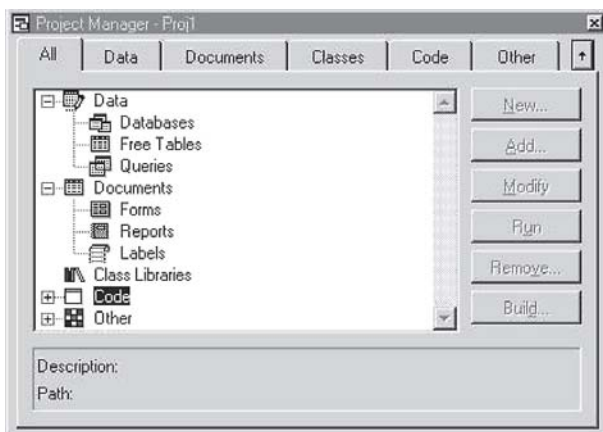 Project Manager - Proj1
All Data Documents Classes Code Other
Data
Databases
Free Tables
Queries
Documents
Forms
Reports
Labels
Class Libraries
Code
Other
New...
Add...
Modify
Run
Remove...
Build...
Description:
Path: